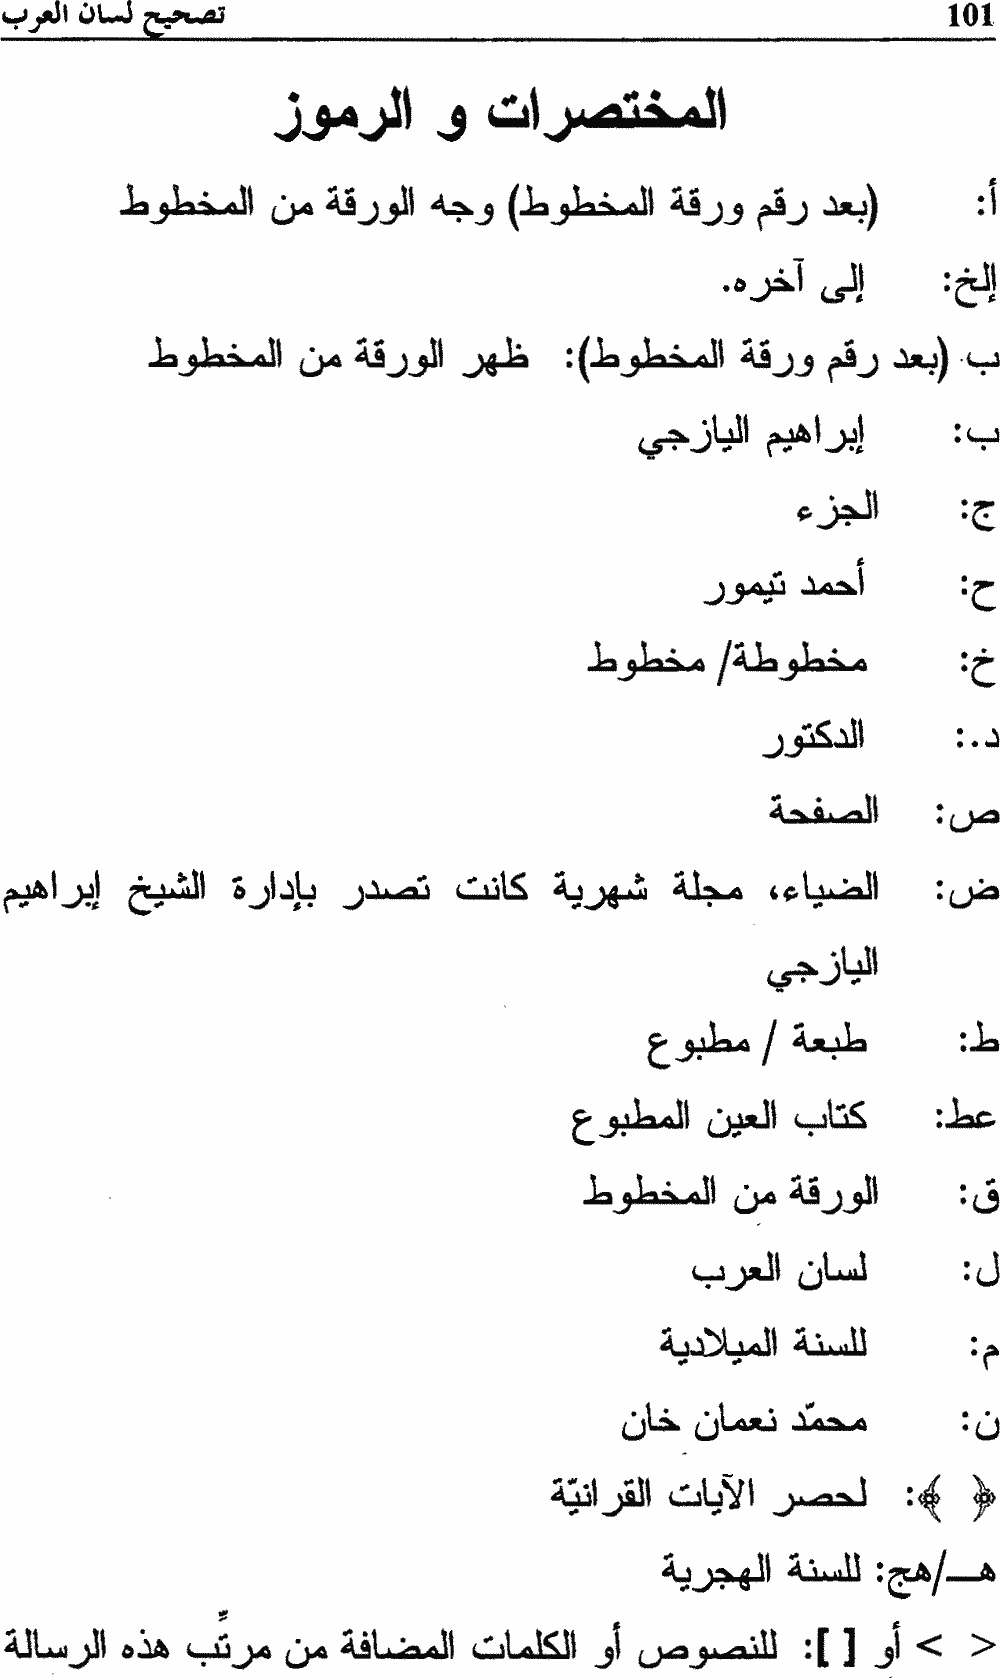 101 تصحيح لسان العرب
المختصرات و الرموز
أ: (بعد رقم ورقة المخطوط) وجه الورقة من المخطوط
إلخ: إلى آخره.
ب (بعد رقم ورقة المخطوط): ظهر الورقة من المخطوط
ب: إبراهيم اليازجي
ج: الجزء
ح: أحمد تيمور
خ: مخطوطة/ مخطوط
د.: الدكتور
ص: الصفحة
ض: الضياء، مجلة شهرية كانت تصدر بإدارة الشيخ إبراهيم
اليازجي
ط: طبعة / مطبوع
عط: كتاب العين المطبوع
ق: الورقة من المخطوط
ل: لسان العرب
م: للسنة الميلادية
ن: محمّد نعمان خان
﴿ ﴾: لحصر الآيات القرانيّة
هـ/هج: للسنة الهجرية
< > أو [ ]: للنصوص أو الكلمات المضافة من مرتِّب هذه الرسالة